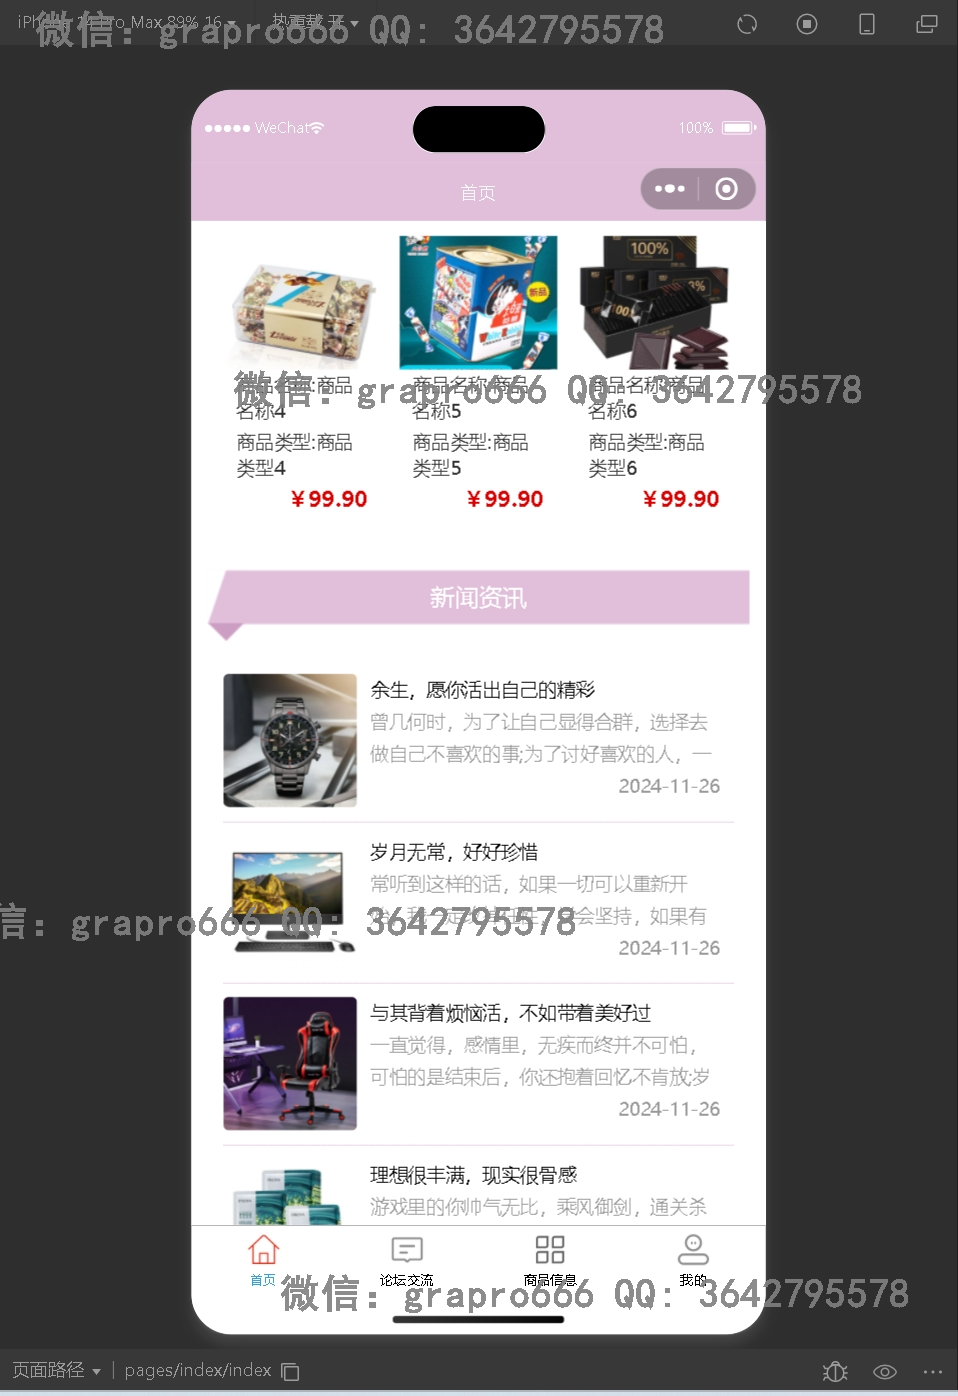 iPhone 14 Pro Max 89% 16
热重载 开
微信: grapro666 QQ: 3642795578
WeChat
100%
首页
100%
新品
微信: grapro666 QQ: 3642795578
商品名称:商品
名称4
商品类型:商品
类型4
￥99.90
商品名称:商品
名称5
商品类型:商品
类型5
￥99.90
商品名称:商品
名称6
商品类型:商品
类型6
￥99.90
新闻资讯
余生，愿你活出自己的精彩
曾几何时，为了让自己显得合群，选择去
做自己不喜欢的事;为了讨好喜欢的人，一
2024-11-26
岁月无常，好好珍惜
常听到这样的话，如果一切可以重新开
会坚持，如果有
信: grapro666 QQ: 3642795578
2024-11-26
与其背着烦恼活，不如带着美好过
一直觉得，感情里，无疾而终并不可怕，
可怕的是结束后，你还抱着回忆不肯放;岁
2024-11-26
理想很丰满，现实很骨感
游戏里的你帅气无比，乘风御剑，通关杀
首页
论坛交流
商品信息
我的
微信: grapro666 QQ: 3642795578
页面路径
pages/index/index